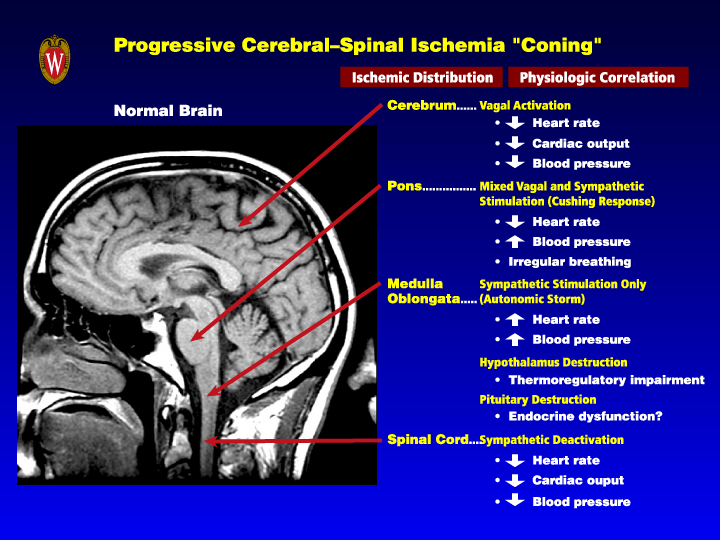 W
Progressive Cerebral–Spinal Ischemia "Coning"
Ischemic Distribution
Physiologic Correlation
Normal Brain
Cerebrum...... Vagal Activation
• Heart rate
• Cardiac output
• Blood pressure
Pons................ Mixed Vagal and Sympathetic
Stimulation (Cushing Response)
• Heart rate
• Blood pressure
• Irregular breathing
Medulla Sympathetic Stimulation Only
Oblongata..... (Autonomic Storm)
• Heart rate
• Blood pressure
Hypothalamus Destruction
• Thermoregulatory impairment
Pituitary Destruction
• Endocrine dysfunction?
Spinal Cord...Sympathetic Deactivation
• Heart rate
• Cardiac ouput
• Blood pressure